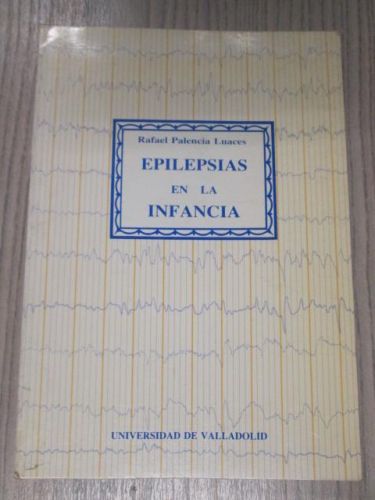 Rafael Palencia Luaces
EPILEPSIAS
EN LA
INFANCIA
UNIVERSIDAD DE VALLADOLID